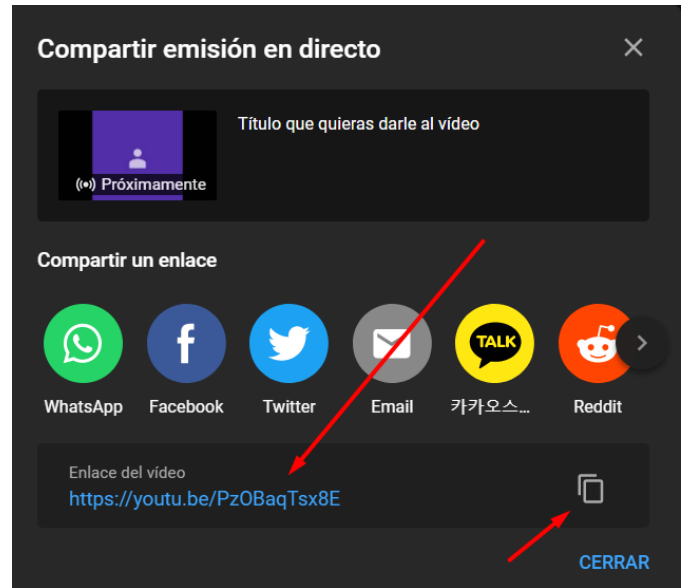 Compartir emisión en directo
Título que quieras darle al vídeo
Próximamente
Compartir un enlace
TALK
WhatsApp Facebook Twitter Email 카카오스... Reddit
Enlace del vídeo
https://youtu.be/PzOBaqTsx8E
CERRAR